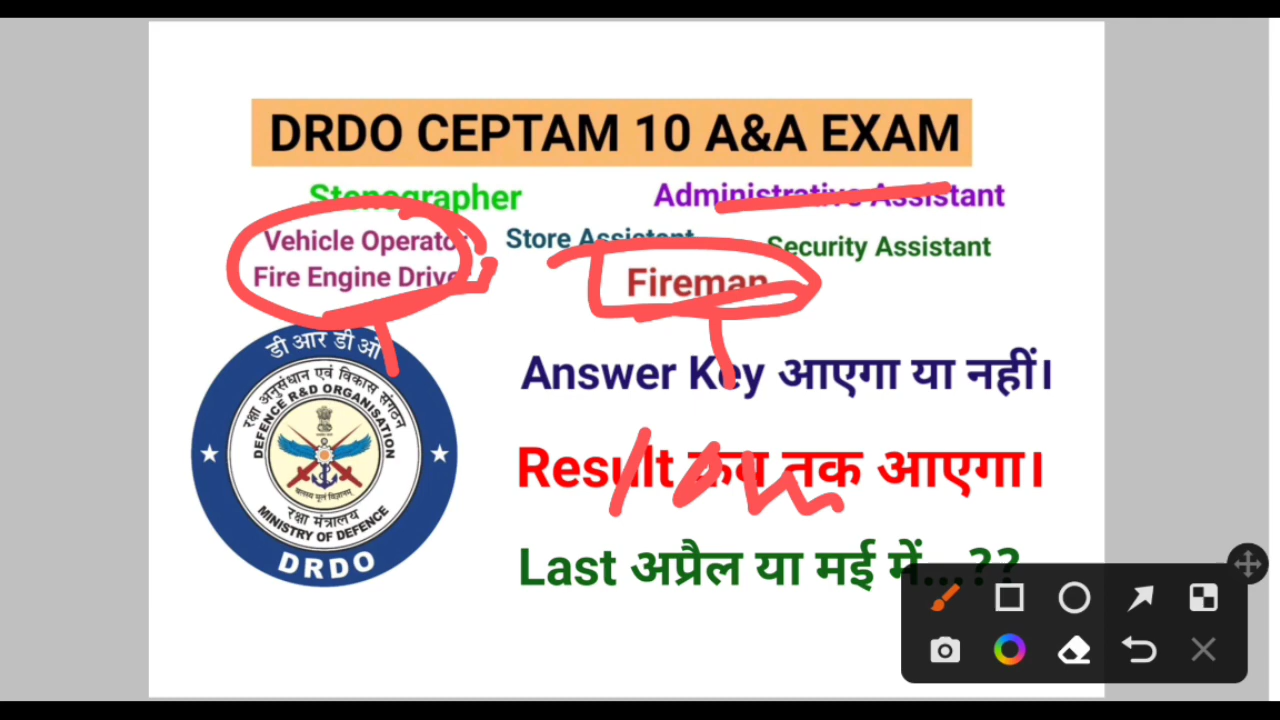 DRDO CEPTAM 10 A&A EXAM
Stenographer
Administrative Assistant
Vehicle Operator
Store Assistant
Security Assistant
Fire Engine Driver
Fireman
डी आर डी ओ
रक्षा अनुसंधान एवं विकास संगठन
DEFENCE R&D ORGANISATION
बलस्य मूलं विज्ञानम्
रक्षा मंत्रालय
MINISTRY OF DEFENCE
DRDO
Answer Key आएगा या नहीं।
Result कब तक आएगा।
Last अप्रैल या मई में...??